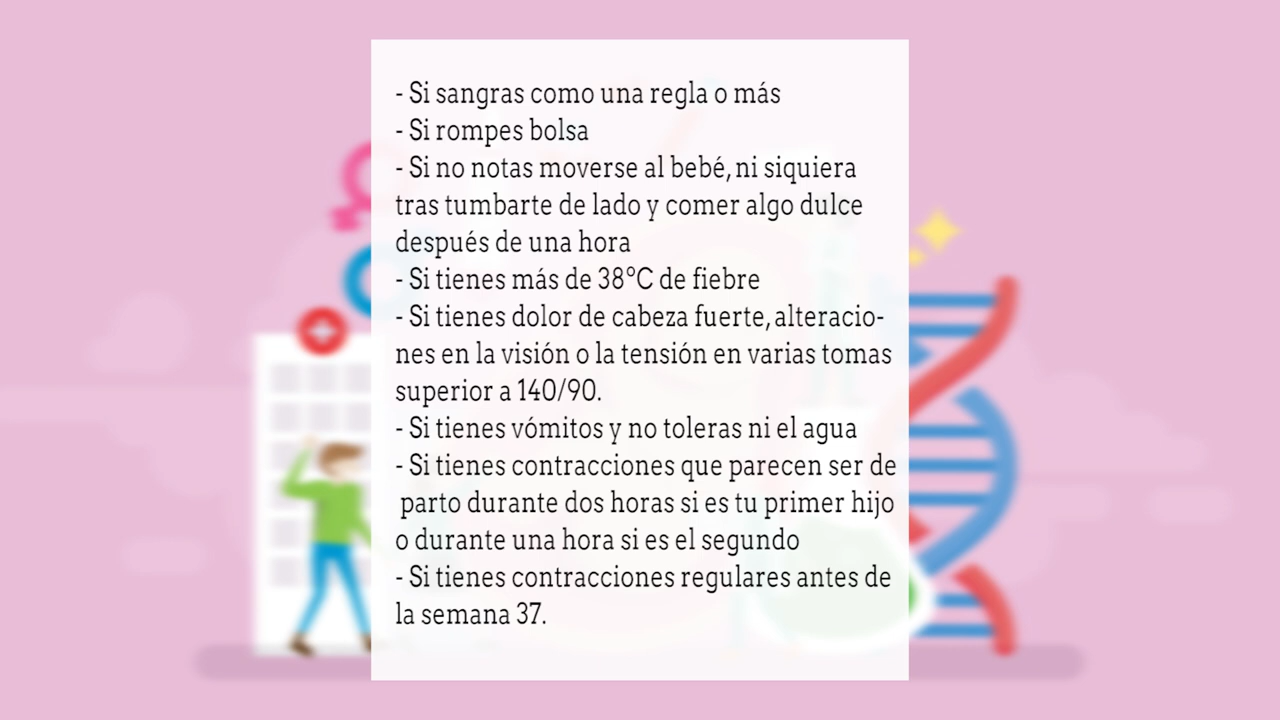 - Si sangras como una regla o más
- Si rompes bolsa
- Si no notas moverse al bebé, ni siquiera
tras tumbarte de lado y comer algo dulce
después de una hora
- Si tienes más de 38°C de fiebre
- Si tienes dolor de cabeza fuerte, alteracio-
nes en la visión o la tensión en varias tomas
superior a 140/90.
- Si tienes vómitos y no toleras ni el agua
- Si tienes contracciones que parecen ser de
parto durante dos horas si es tu primer hijo
o durante una hora si es el segundo
- Si tienes contracciones regulares antes de
la semana 37.